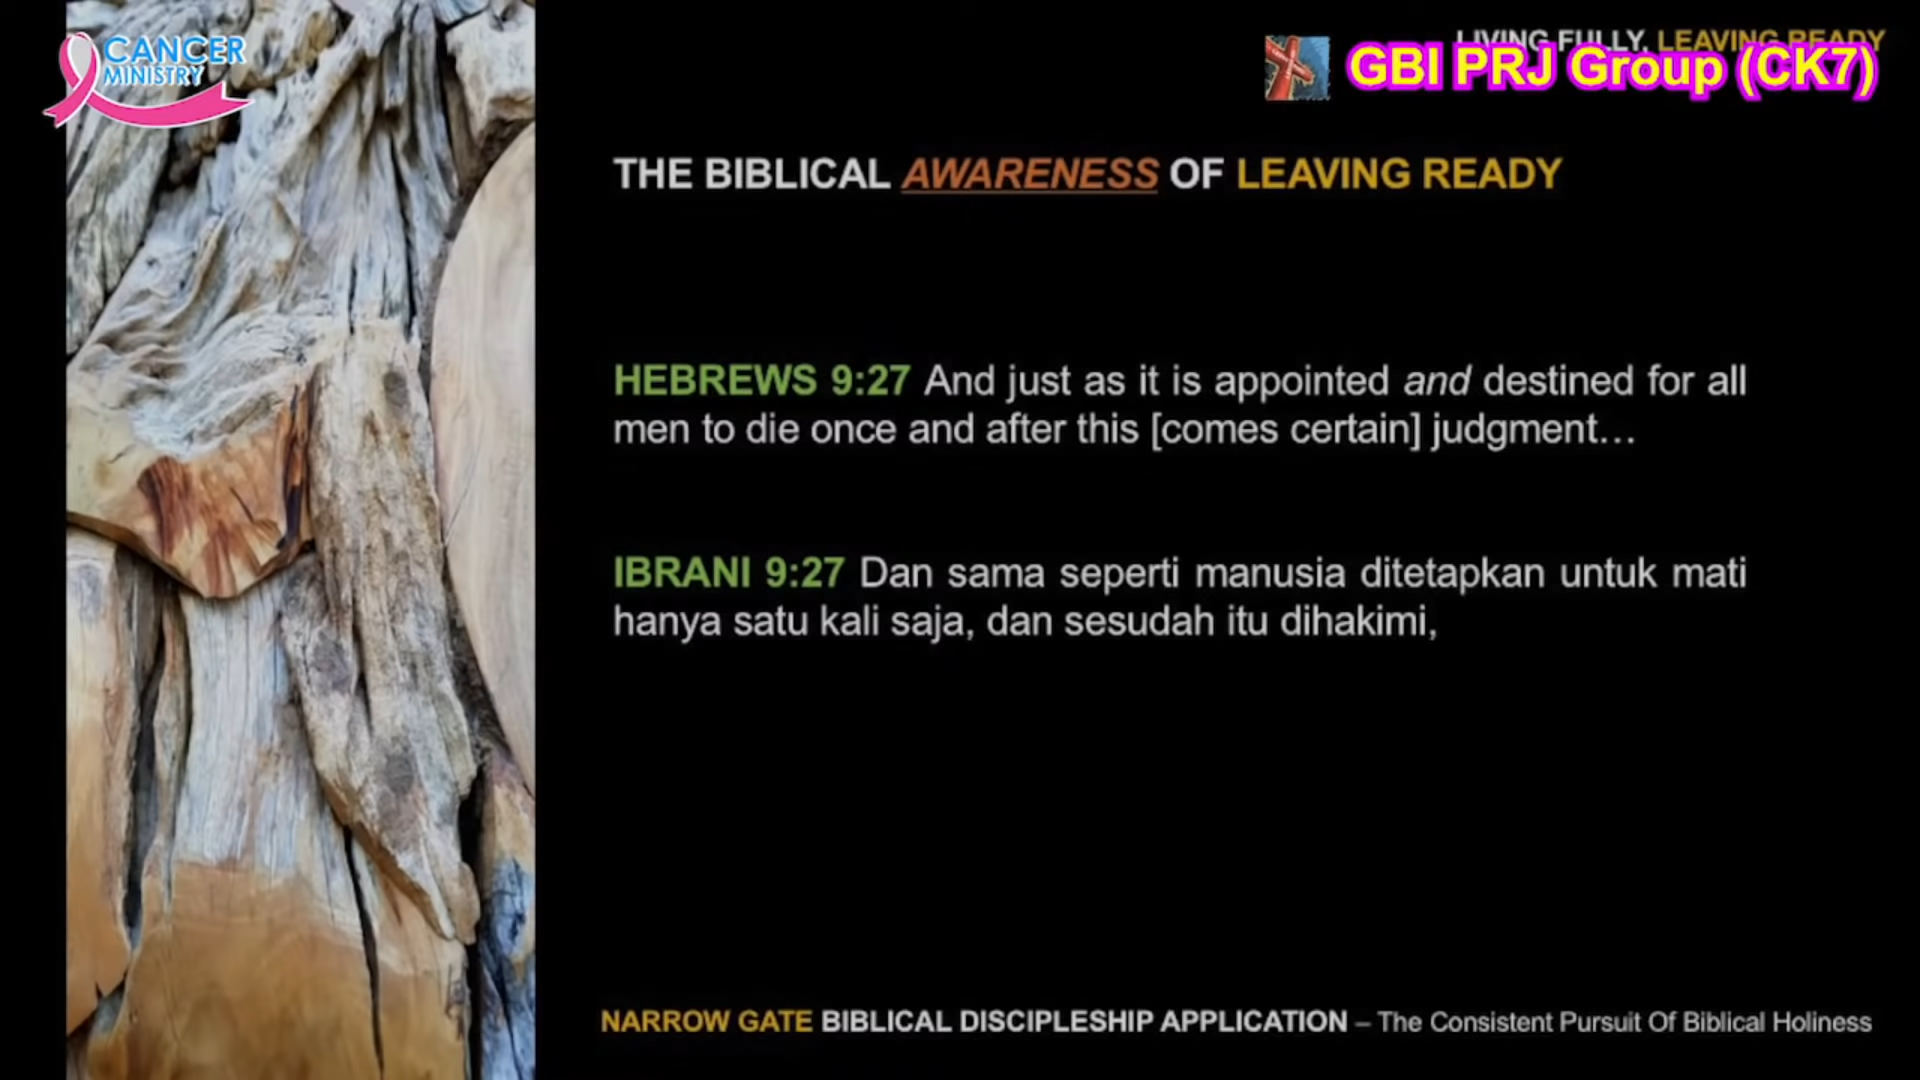 CANCER
MINISTRY
LIVING FULLY, LEAVING READY
GBI PRJ Group (CK7)
THE BIBLICAL AWARENESS OF LEAVING READY
HEBREWS 9:27 And just as it is appointed and destined for all
men to die once and after this [comes certain] judgment…
IBRANI 9:27 Dan sama seperti manusia ditetapkan untuk mati
hanya satu kali saja, dan sesudah itu dihakimi,
NARROW GATE BIBLICAL DISCIPLESHIP APPLICATION – The Consistent Pursuit Of Biblical Holiness